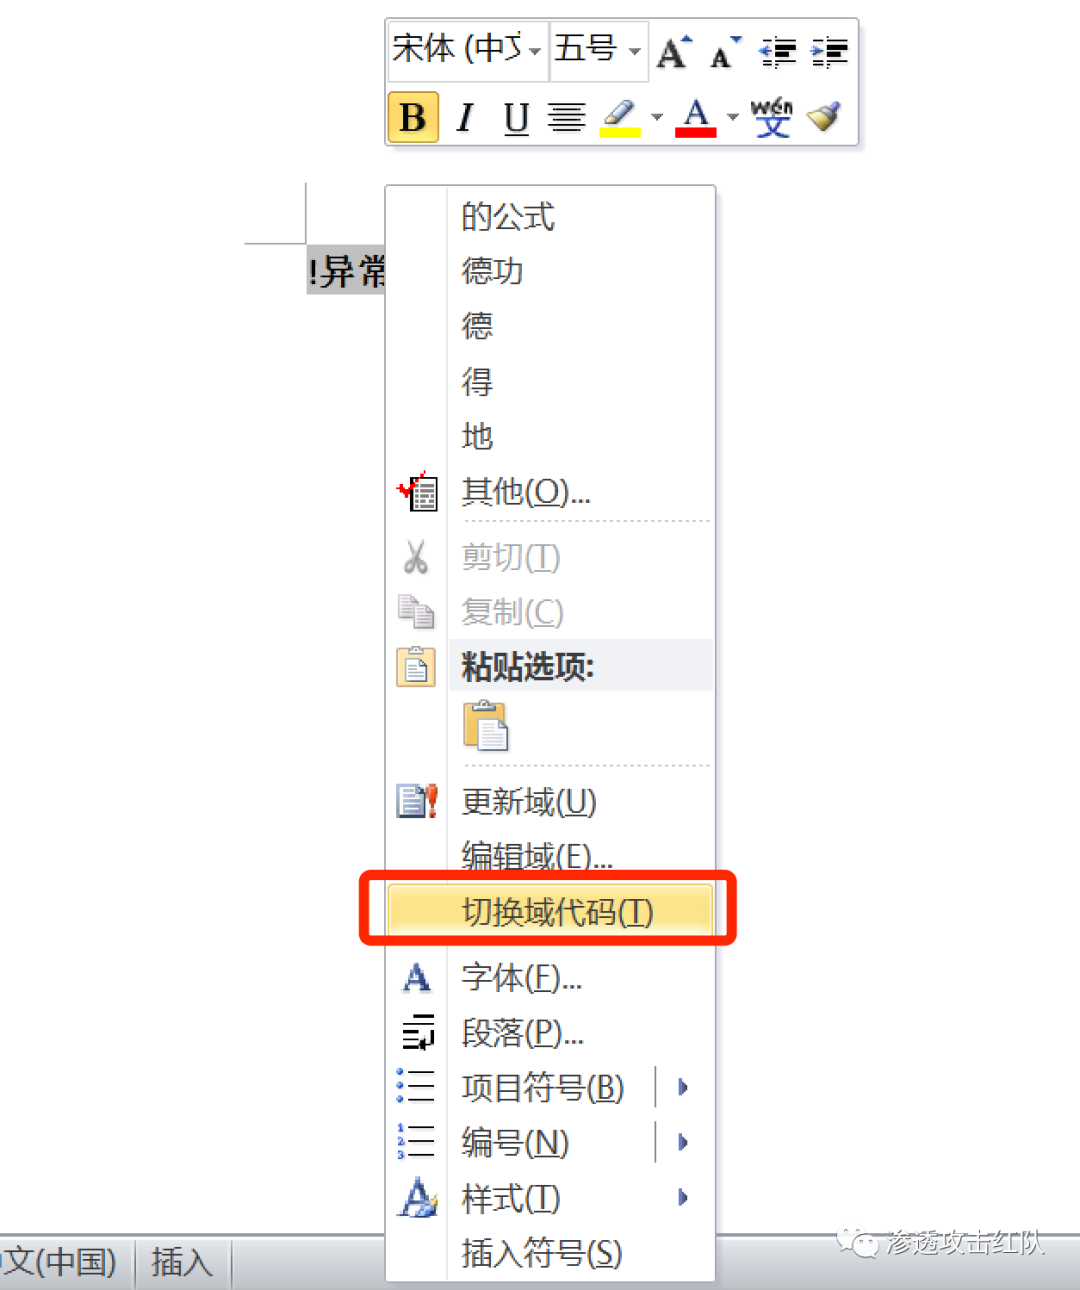 宋体 (中文
五号
A A
B I U A wén 文
!异常
的公式
德功
德
得
地
其他(O)...
剪切(T)
复制(C)
粘贴选项:
更新域(U)
编辑域(E)...
切换域代码(T)
字体(F)...
段落(P)...
项目符号(B)
编号(N)
样式(T)
插入符号(S)
文(中国) 插入
渗透攻击红队